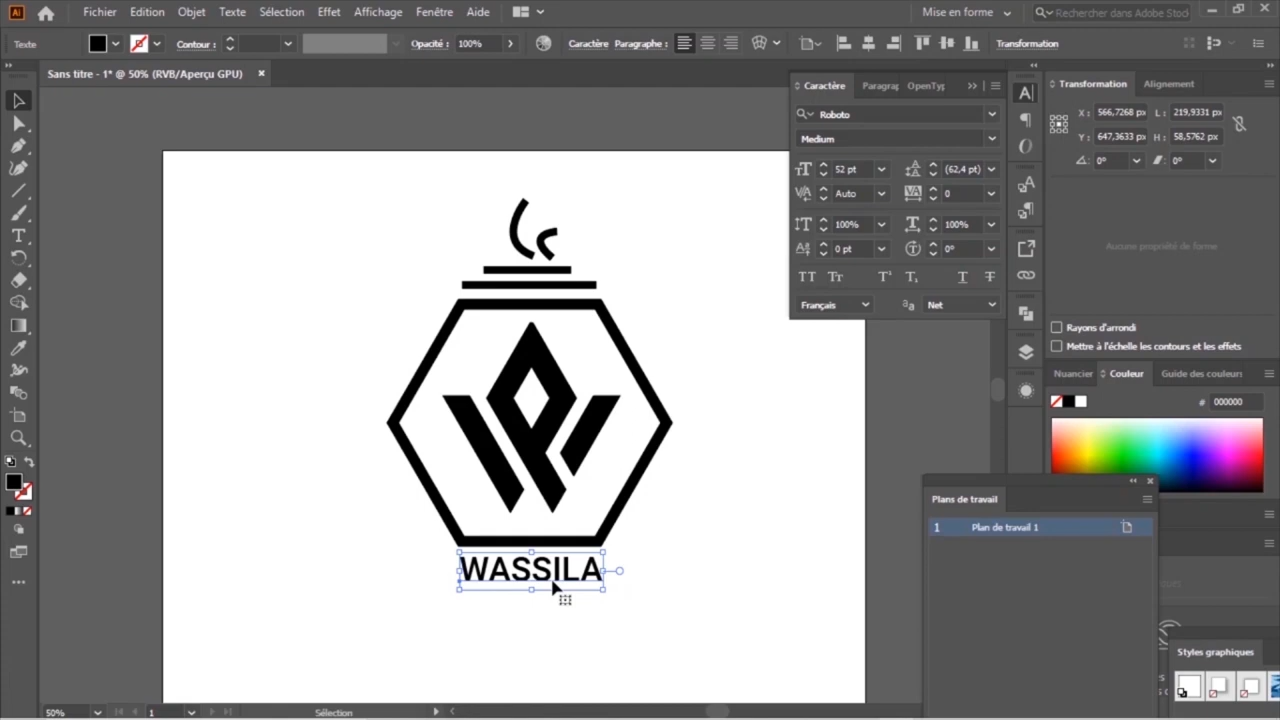 Fichier Edition Objet Texte Sélection Effet Affichage Fenêtre Aide Mise en forme Rechercher dans Adobe Stoc
Texte Contour : Opacité : 100% Caractère Paragraphe : Transformation
Sans titre - 1* @ 50% (RVB/Aperçu GPU)
Caractère Paragrap OpenTyp
Roboto
Medium
52 pt (62,4 pt)
Auto 0
100% 100%
0 pt 0°
Français Net
Transformation Alignement
X : 566,7268 px L : 219,9331 px
Y : 647,3633 px H : 58,5762 px
0° 0°
Aucune propriété de forme
Rayons d'arrondi
Mettre à l'échelle les contours et les effets
Nuancier Couleur Guide des couleurs
# 000000
Plans de travail
1 Plan de travail 1
WASSILA
Styles graphiques
50% 1 Sélection